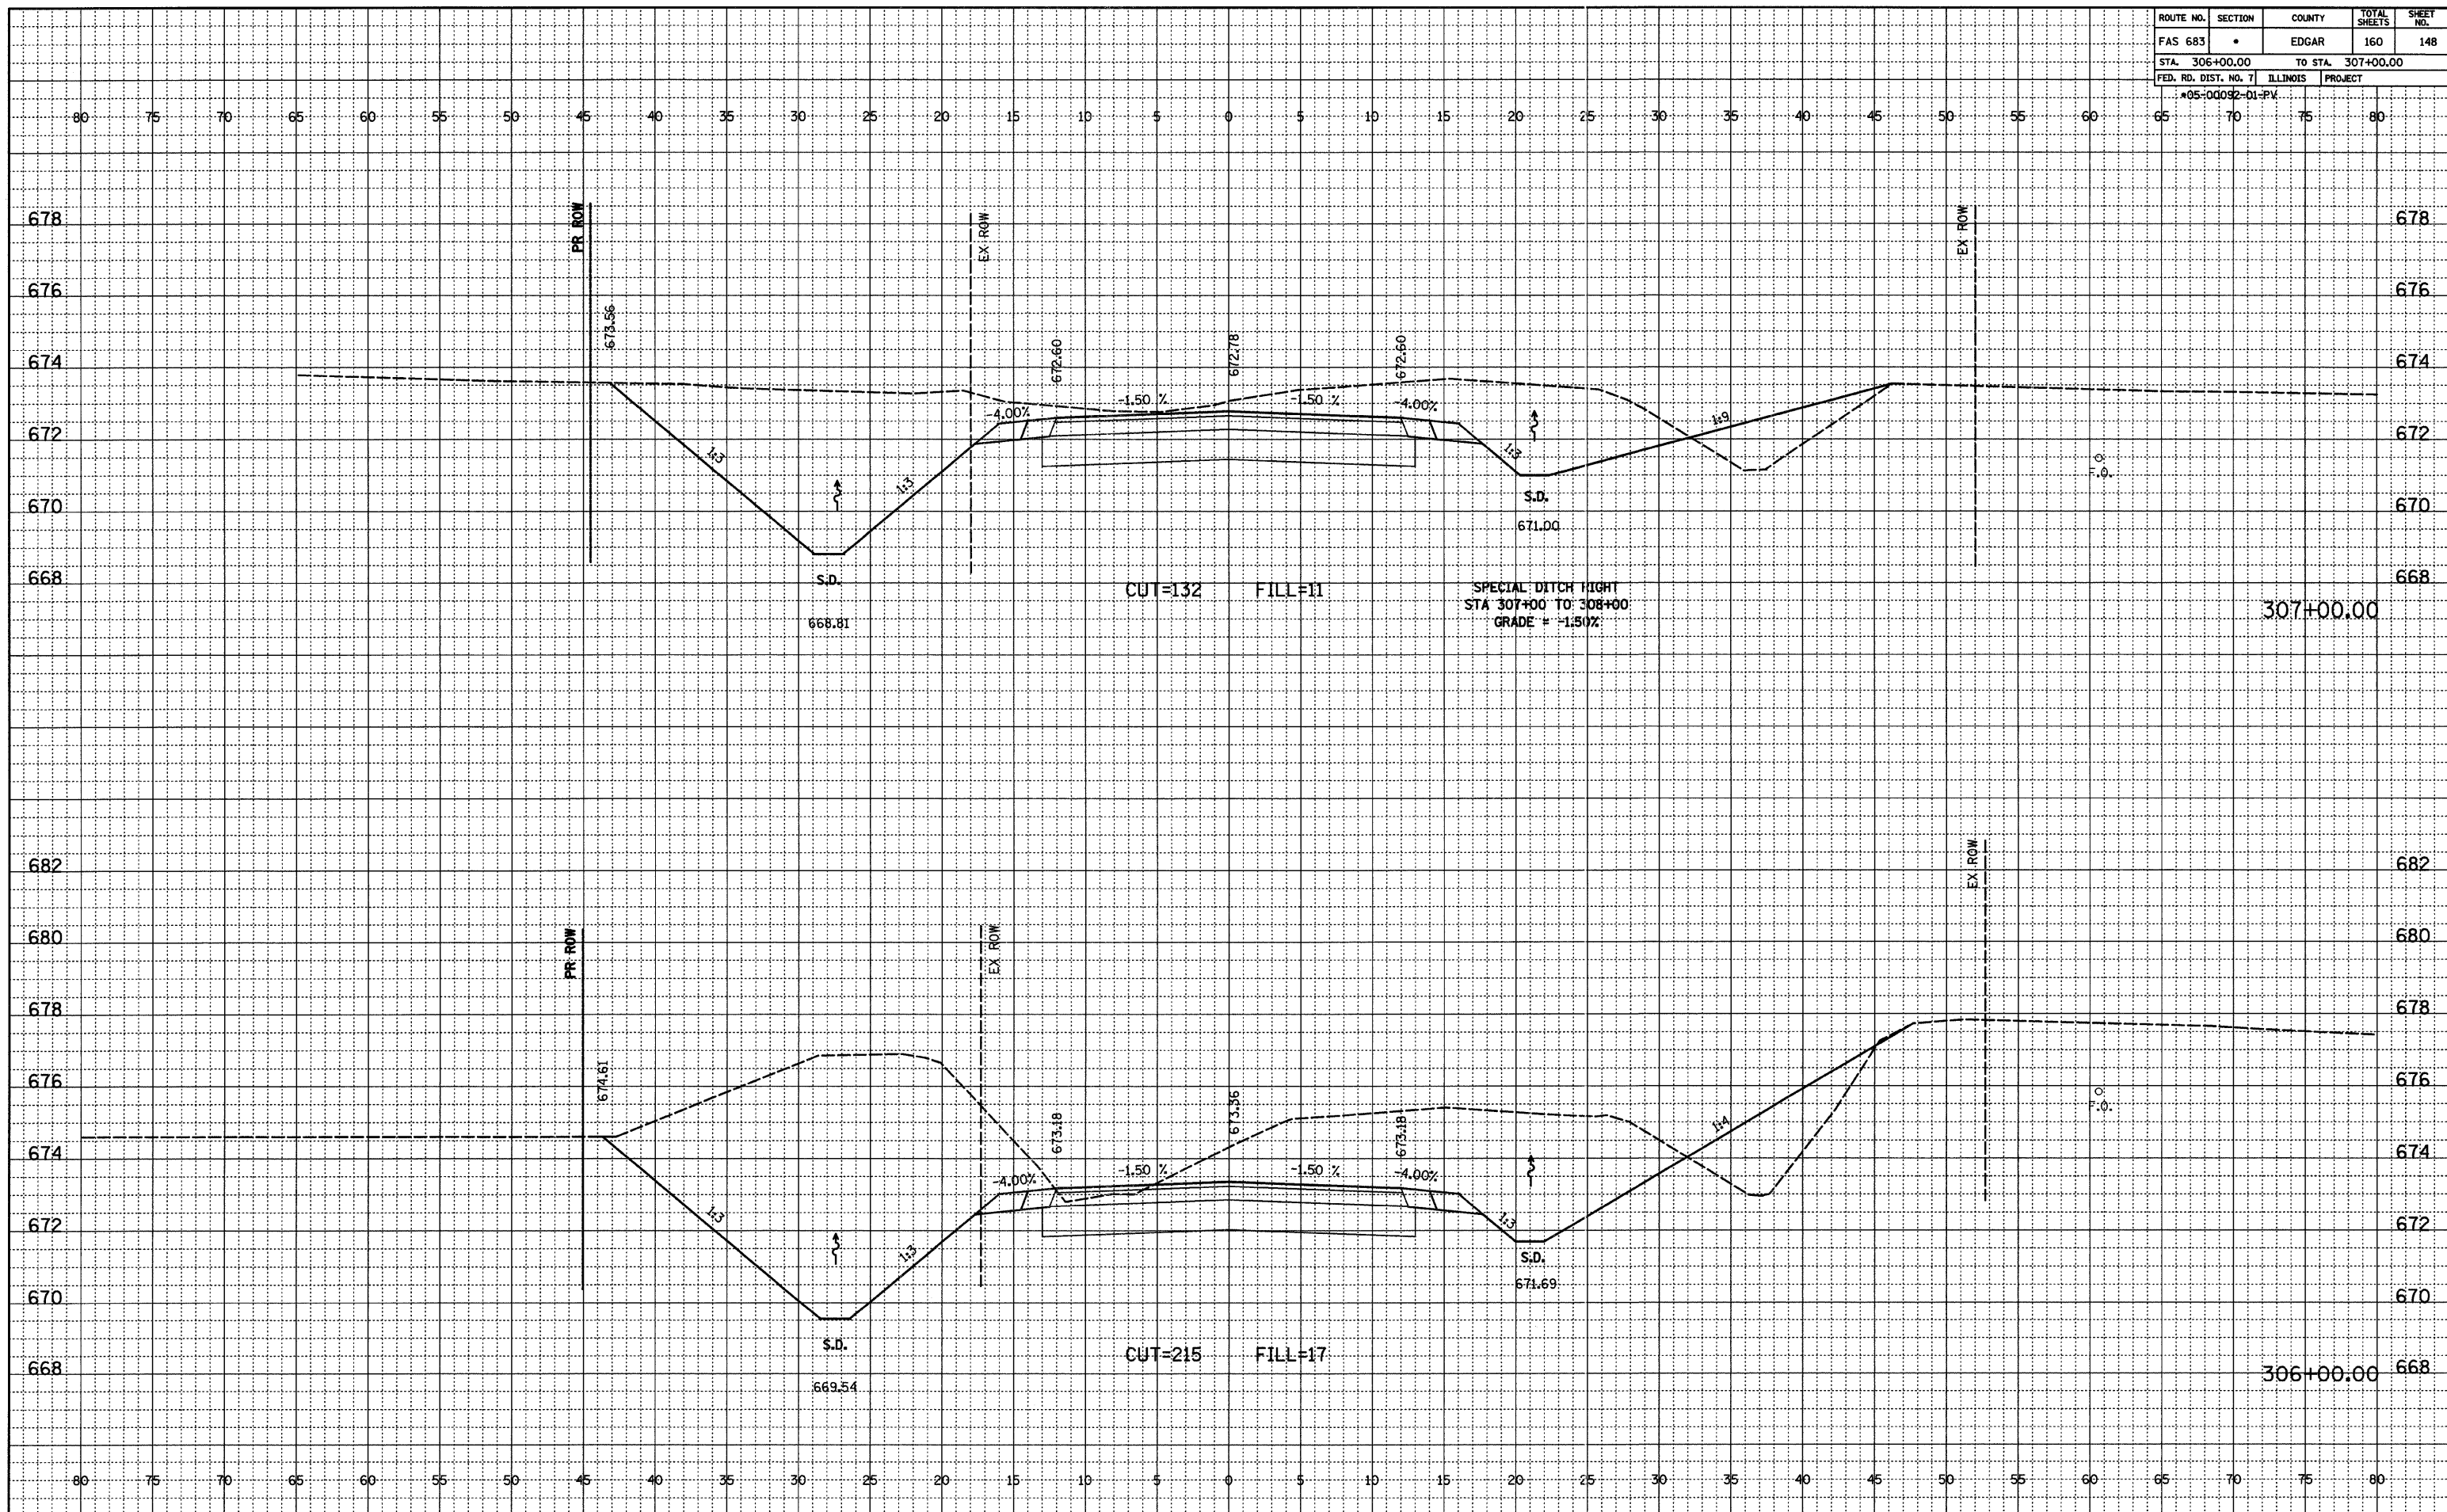 ROUTE NO. SECTION COUNTY TOTAL SHEETS SHEET NO.
FAS 683 * EDGAR 160 148
STA. 306+00.00 TO STA. 307+00.00
FED. RD. DIST. NO. 7 ILLINOIS PROJECT
*05-00092-01-PV
80 75 70 65 60 55 50 45 40 35 30 25 20 15 10 5 0 5 10 15 20 25 30 35 40 45 50 55 60 65 70 75 80
678 PR ROW EX ROW EX ROW 678
676 676
673.56 672.60 672.78 672.60
674 674
-4.00% -1.50 % -1.50 % -4.00% 1:9
672 672
1:3 1:3 1:3
F.O.
S.D.
670 670
671.00
668 S.D. 668
CUT=132 FILL=11 SPECIAL DITCH RIGHT
STA 307+00 TO 308+00
307+00.00
668.81 GRADE = -1.50%
682 EX ROW 682
680 PR ROW EX ROW 680
678 678
676 674.61 673.36 676
F.O.
673.18 673.18 1:4
674 674
-4.00% -1.50 % -1.50 % -4.00%
672 1:3 1:3 672
1:3
S.D.
671.69
670 670
S.D.
CUT=215 FILL=17
668 306+00.00 668
669.54
80 75 70 65 60 55 50 45 40 35 30 25 20 15 10 5 0 5 10 15 20 25 30 35 40 45 50 55 60 65 70 75 80